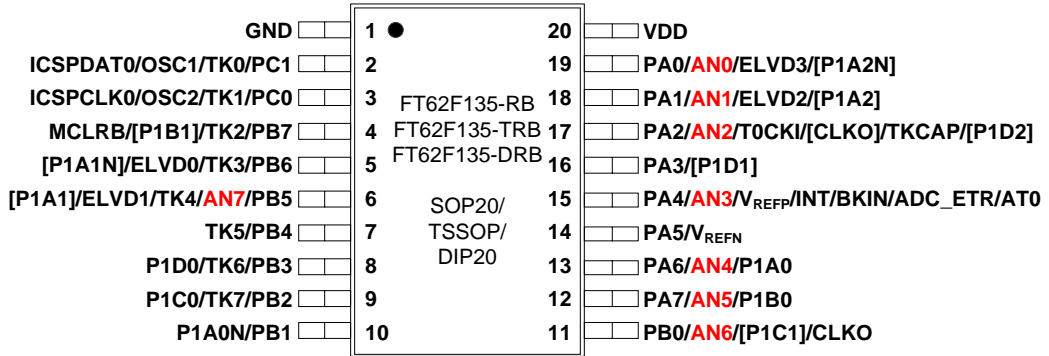 GND 1 20 VDD
ICSPDAT0/OSC1/TK0/PC1 2 19 PA0/AN0/ELVD3/[P1A2N]
ICSPCLK0/OSC2/TK1/PC0 3 FT62F135-RB 18 PA1/AN1/ELVD2/[P1A2]
MCLRB/[P1B1]/TK2/PB7 4 FT62F135-TRB 17 PA2/AN2/T0CKI/[CLKO]/TKCAP/[P1D2]
[P1A1N]/ELVD0/TK3/PB6 5 FT62F135-DRB 16 PA3/[P1D1]
[P1A1]/ELVD1/TK4/AN7/PB5 6 SOP20/ 15 PA4/AN3/VREFP/INT/BKIN/ADC_ETR/AT0
TK5/PB4 7 TSSOP/ 14 PA5/VREFN
P1D0/TK6/PB3 8 DIP20 13 PA6/AN4/P1A0
P1C0/TK7/PB2 9 12 PA7/AN5/P1B0
P1A0N/PB1 10 11 PB0/AN6/[P1C1]/CLKO